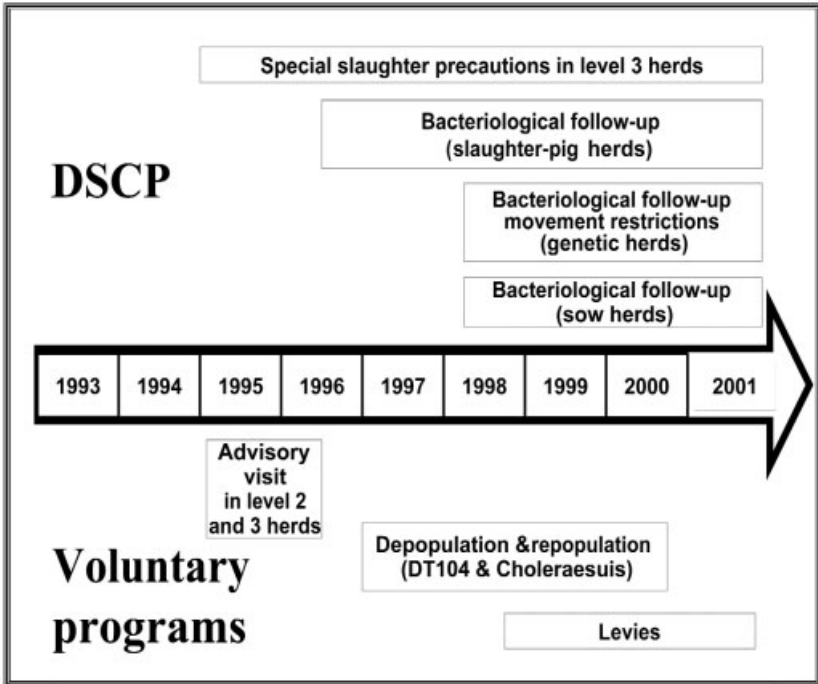 Special slaughter precautions in level 3 herds
Bacteriological follow-up
(slaughter-pig herds)
DSCP
Bacteriological follow-up
movement restrictions
(genetic herds)
Bacteriological follow-up
(sow herds)
1993 1994 1995 1996 1997 1998 1999 2000 2001
Advisory
visit
in level 2
and 3 herds
Depopulation &repopulation
(DT104 & Choleraesuis)
Voluntary
programs
Levies